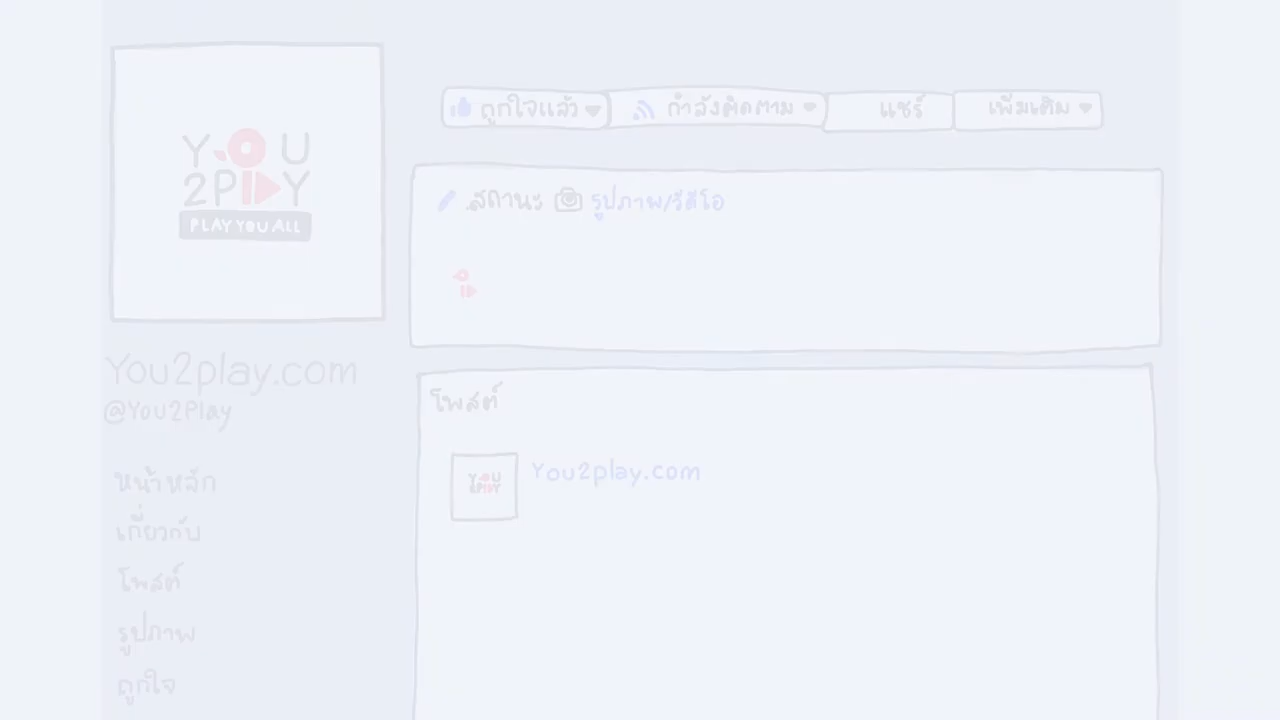 YOU
2PLAY
PLAY YOU ALL
You2play.com
@You2Play
หน้าหลัก
เกี่ยวกับ
โพสต์
รูปภาพ
ถูกใจ
ถูกใจแล้ว
กำลังติดตาม
แชร์
เพิ่มเติม
สถานะ
รูปภาพ/วีดีโอ
โพสต์
YOU
2PLAY
You2play.com